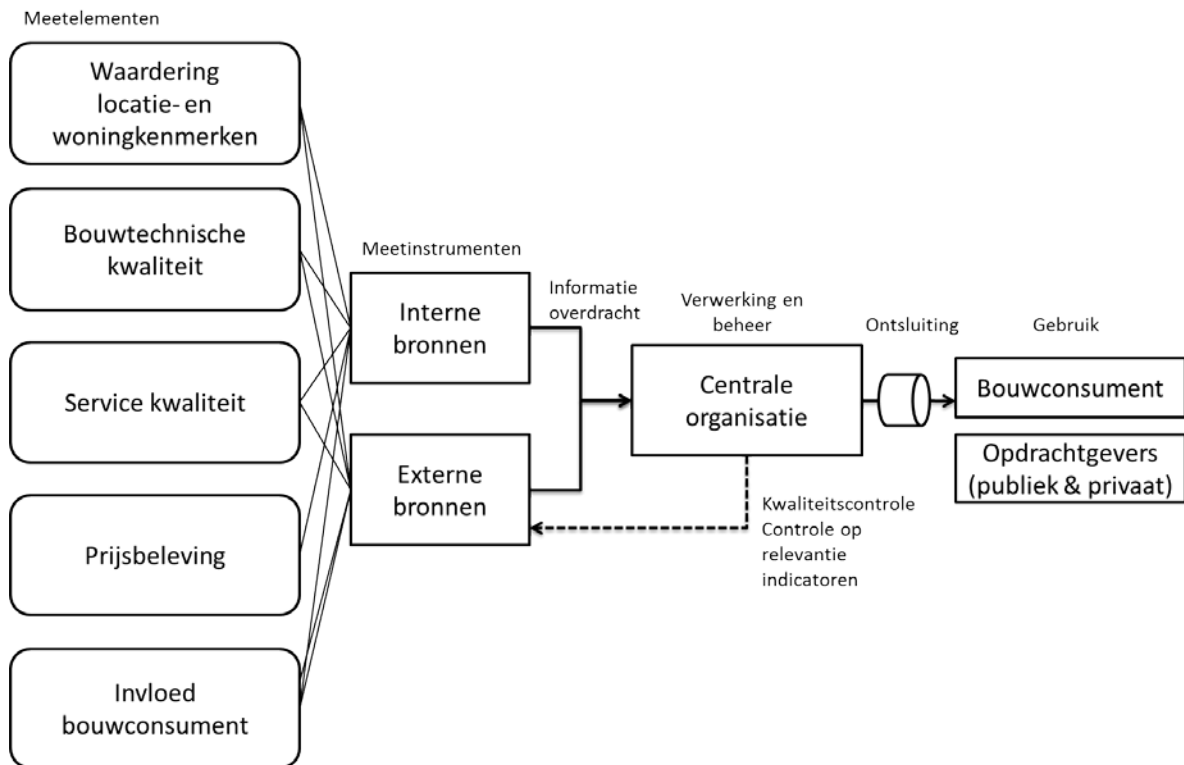 Meetelementen
Waardering
locatie- en
woningkenmerken
Bouwtechnische
kwaliteit
Service kwaliteit
Prijsbeleving
Invloed
bouwconsument
Meetinstrumenten
Interne
bronnen
Externe
bronnen
Informatie
overdracht
Verwerking en
beheer
Centrale
organisatie
Kwaliteitscontrole
Controle op
relevantie
indicatoren
Ontsluiting
Gebruik
Bouwconsument
Opdrachtgevers
(publiek & privaat)